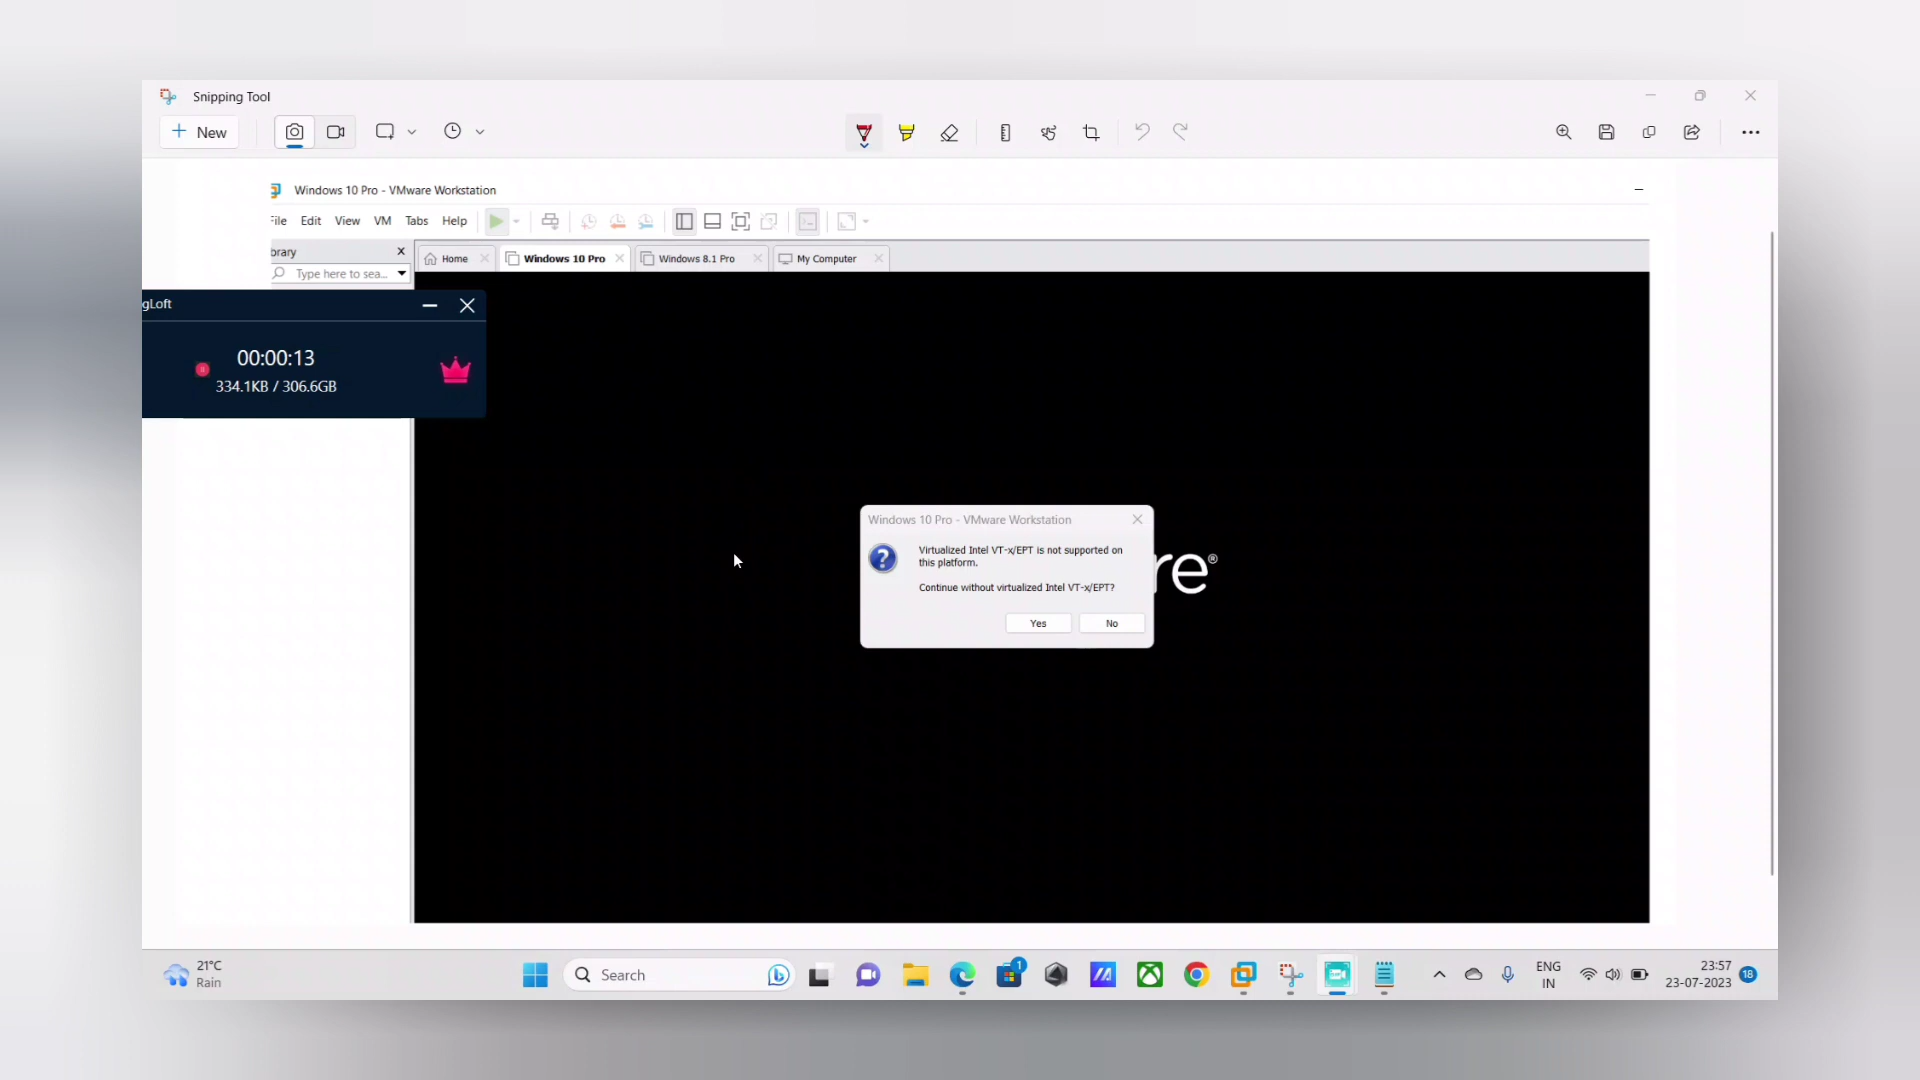 Snipping Tool
New
Windows 10 Pro - VMware Workstation
File Edit View VM Tabs Help
brary
Home Windows 10 Pro Windows 8.1 Pro My Computer
Type here to sea...
gLoft
00:00:13
334.1KB / 306.6GB
Windows 10 Pro - VMware Workstation
Virtualized Intel VT-x/EPT is not supported on
this platform.
Continue without virtualized Intel VT-x/EPT?
Yes No
re®
21°C
Rain
Search
1
ENG
IN
23:57
23-07-2023
18